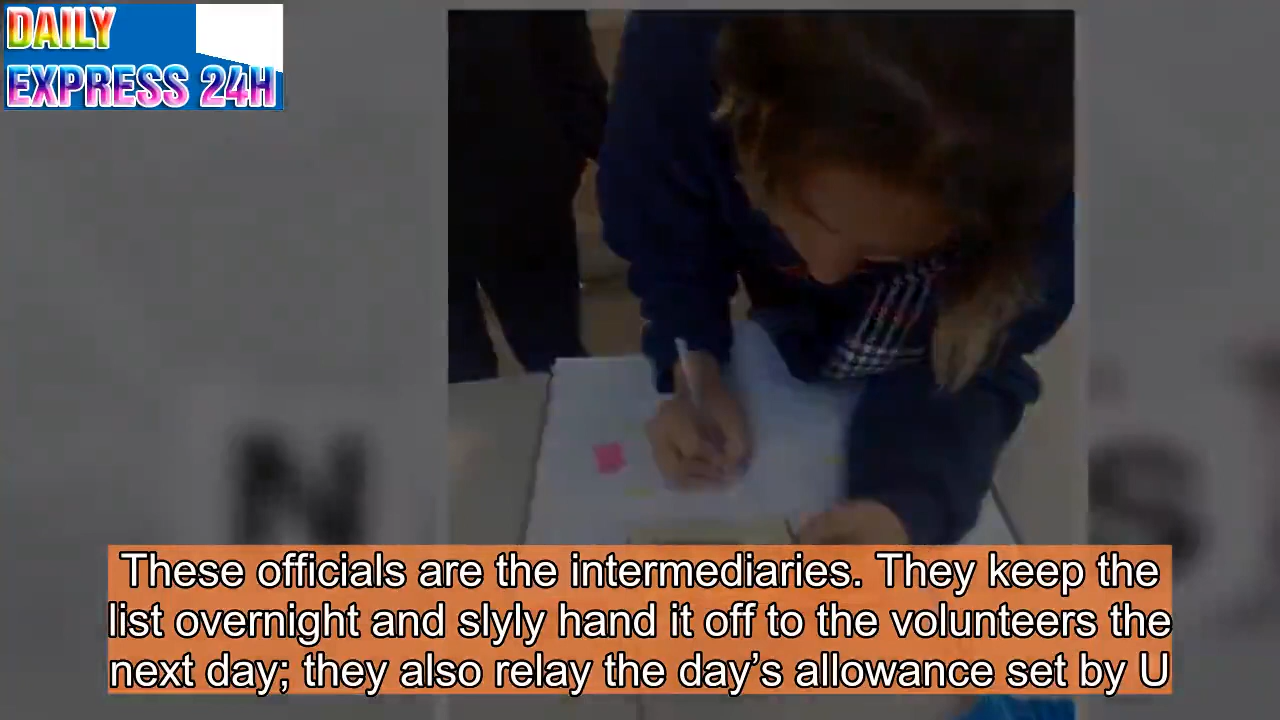 DAILY
EXPRESS 24H
N
S
These officials are the intermediaries. They keep the
list overnight and slyly hand it off to the volunteers the
next day; they also relay the day’s allowance set by U